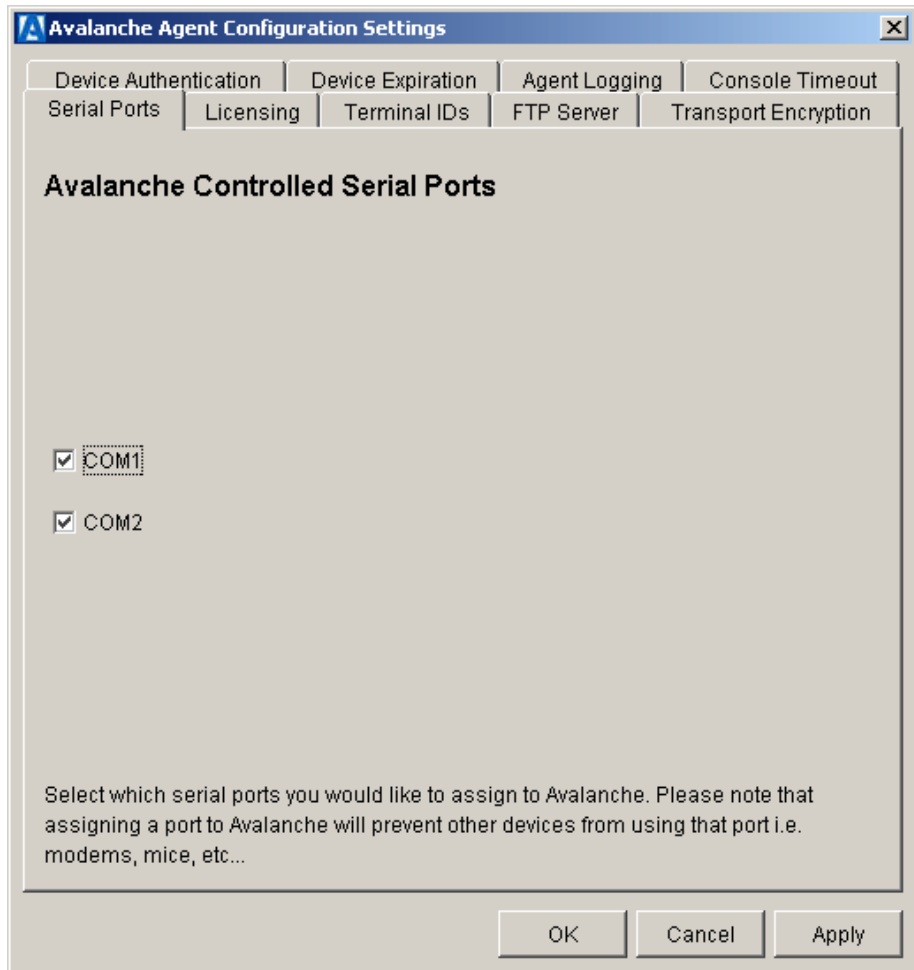 Avalanche Agent Configuration Settings
Device Authentication Device Expiration Agent Logging Console Timeout
Serial Ports Licensing Terminal IDs FTP Server Transport Encryption
Avalanche Controlled Serial Ports
COM1
COM2
Select which serial ports you would like to assign to Avalanche. Please note that
assigning a port to Avalanche will prevent other devices from using that port i.e.
modems, mice, etc...
OK Cancel Apply